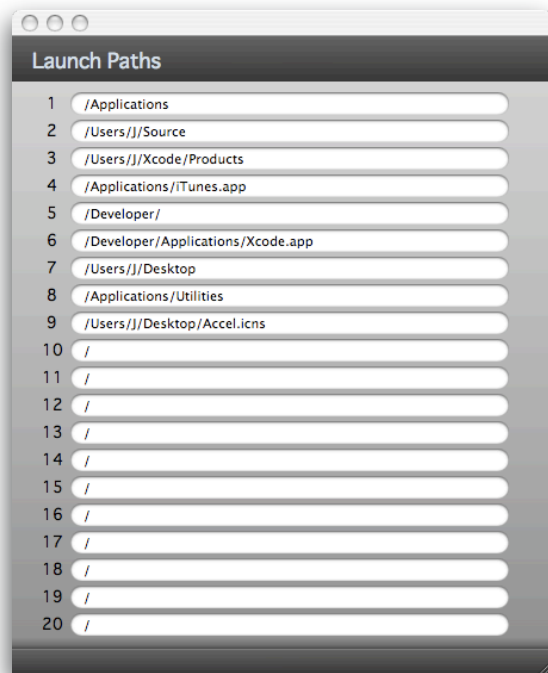 Launch Paths
1 /Applications
2 /Users/J/Source
3 /Users/J/Xcode/Products
4 /Applications/iTunes.app
5 /Developer/
6 /Developer/Applications/Xcode.app
7 /Users/J/Desktop
8 /Applications/Utilities
9 /Users/J/Desktop/Accel.icns
10 /
11 /
12 /
13 /
14 /
15 /
16 /
17 /
18 /
19 /
20 /